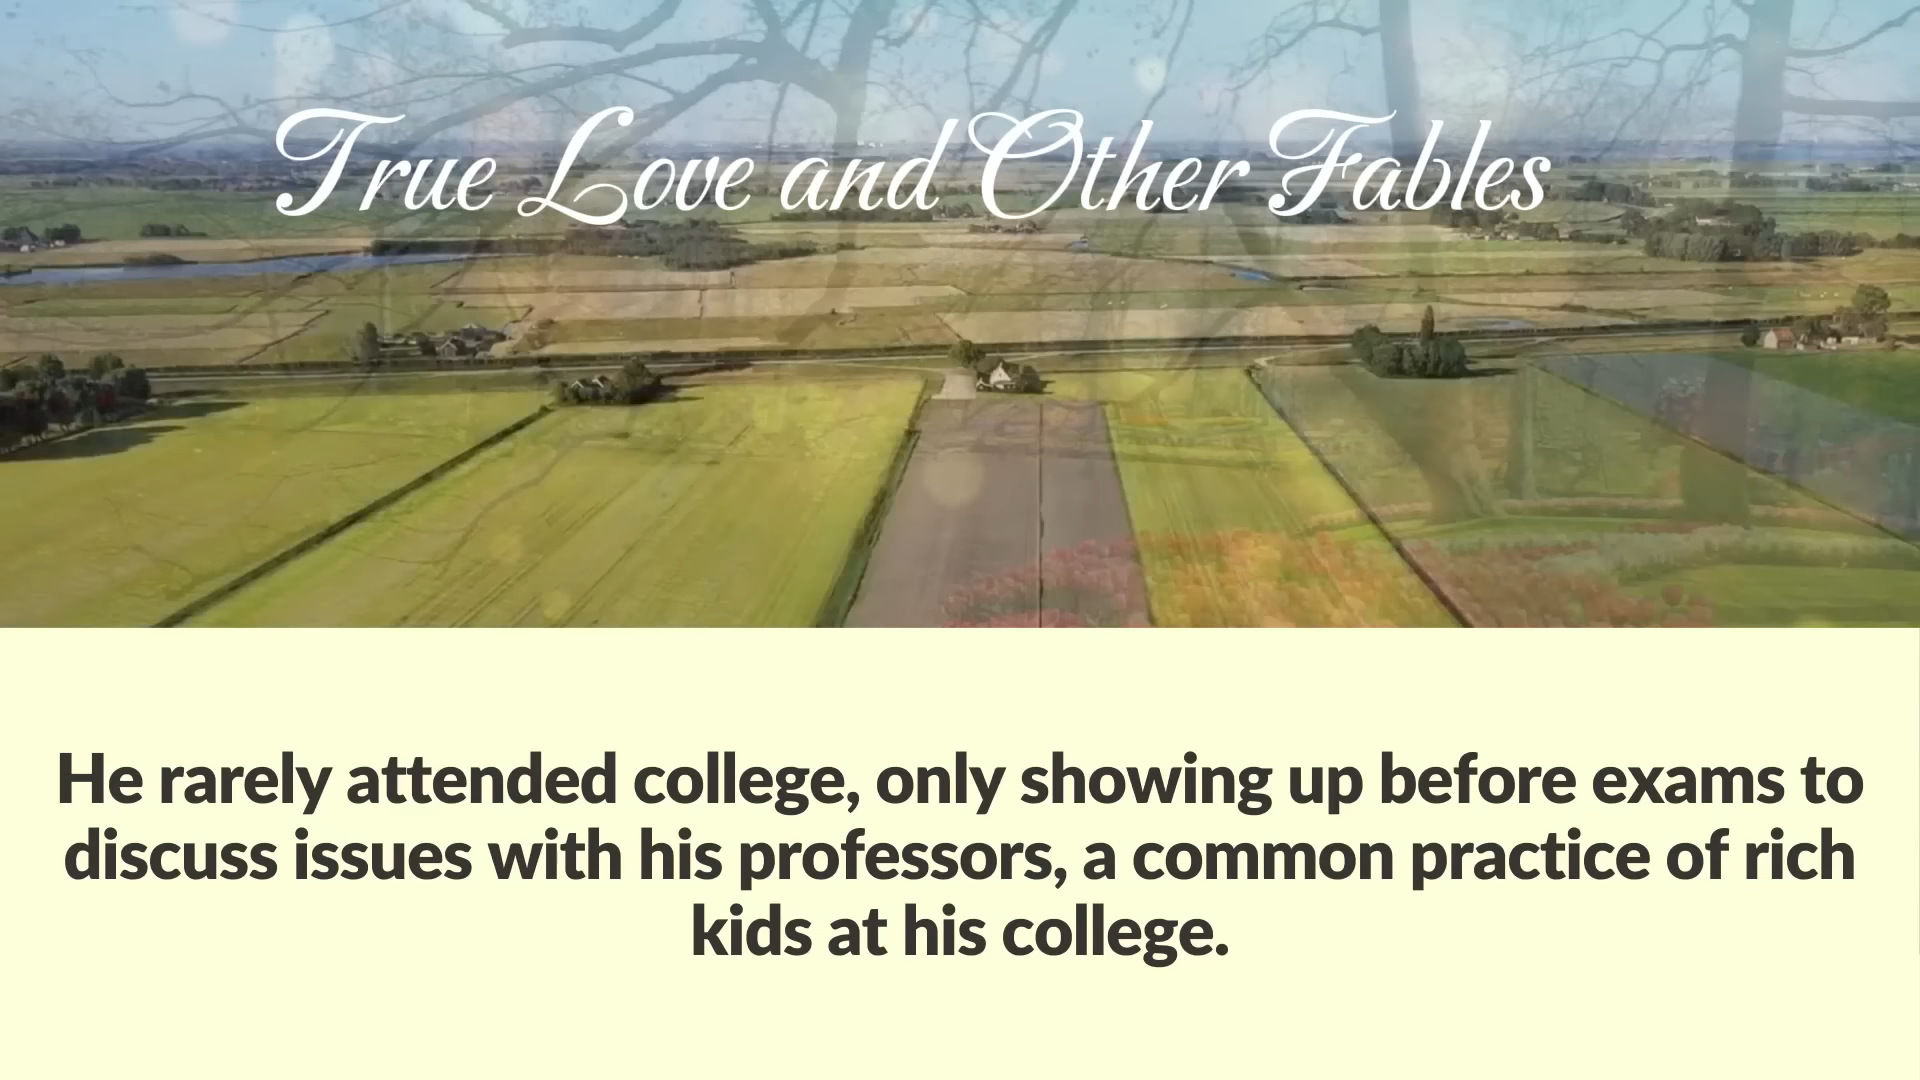 True Love and Other Fables
He rarely attended college, only showing up before exams to
discuss issues with his professors, a common practice of rich
kids at his college.